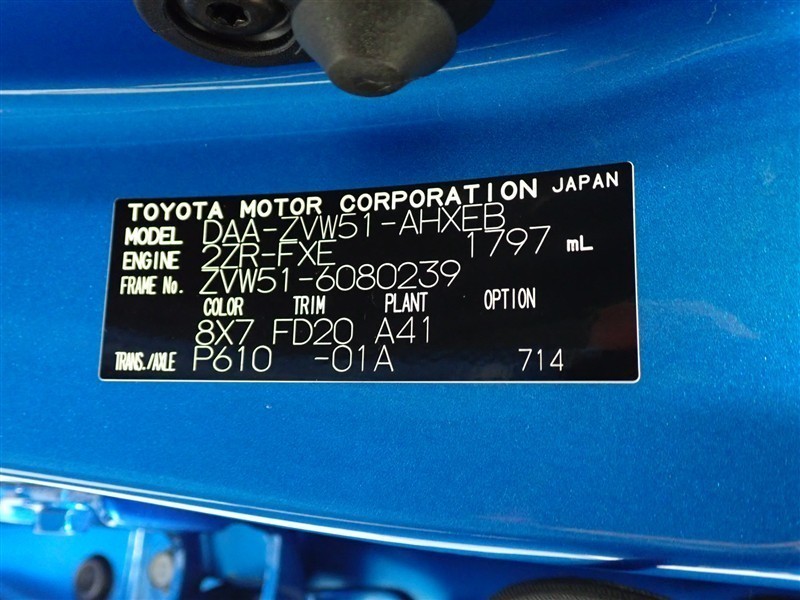 TOYOTA MOTOR CORPORATION JAPAN
MODEL DAA-ZVW51-AHXEB
ENGINE 2ZR-FXE 1797 mL
FRAME No. ZVW51-6080239
COLOR TRIM PLANT OPTION
8X7 FD20 A41
TRANS./AXLE P610 -01A 714